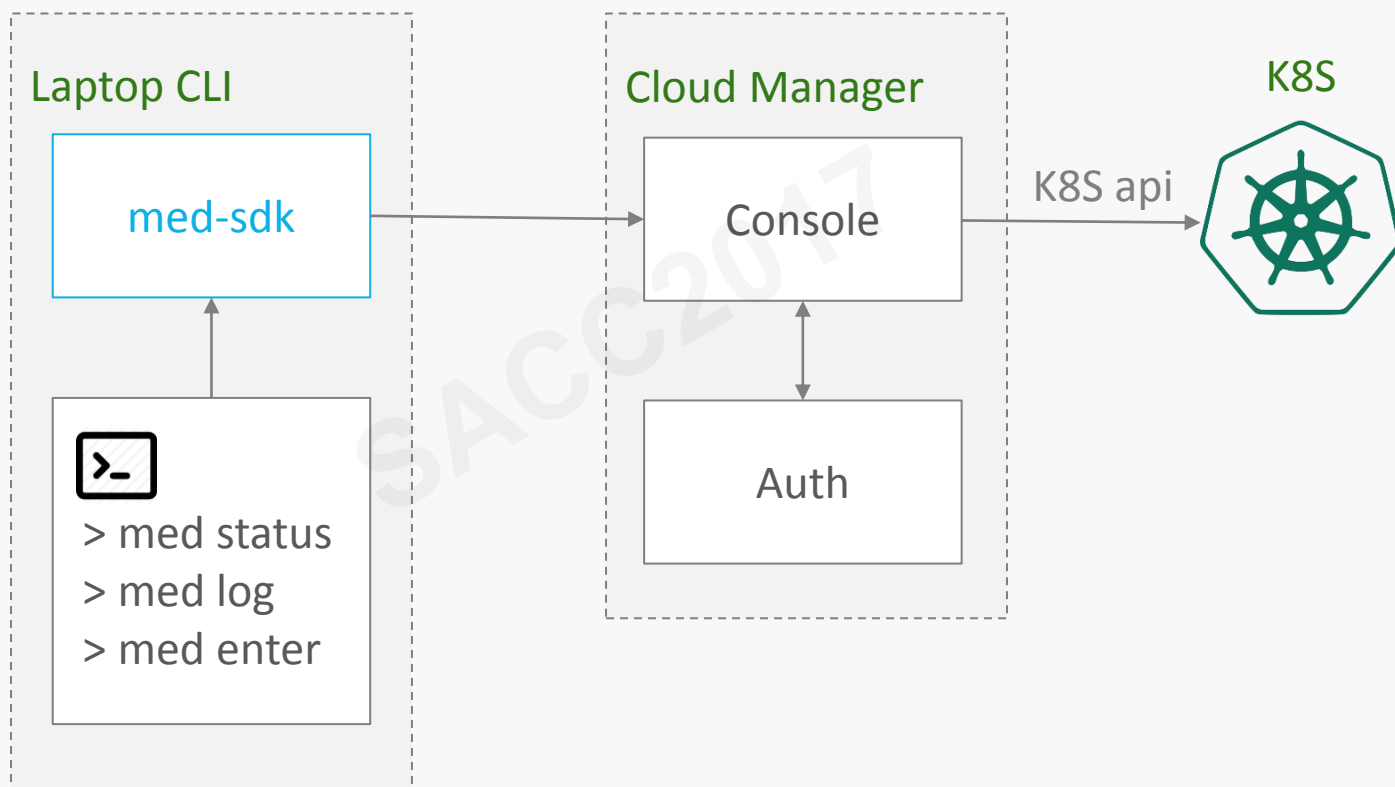 Laptop CLI
med-sdk
> med status
> med log
> med enter
Cloud Manager
Console
Auth
K8S api
K8S
SACC2017